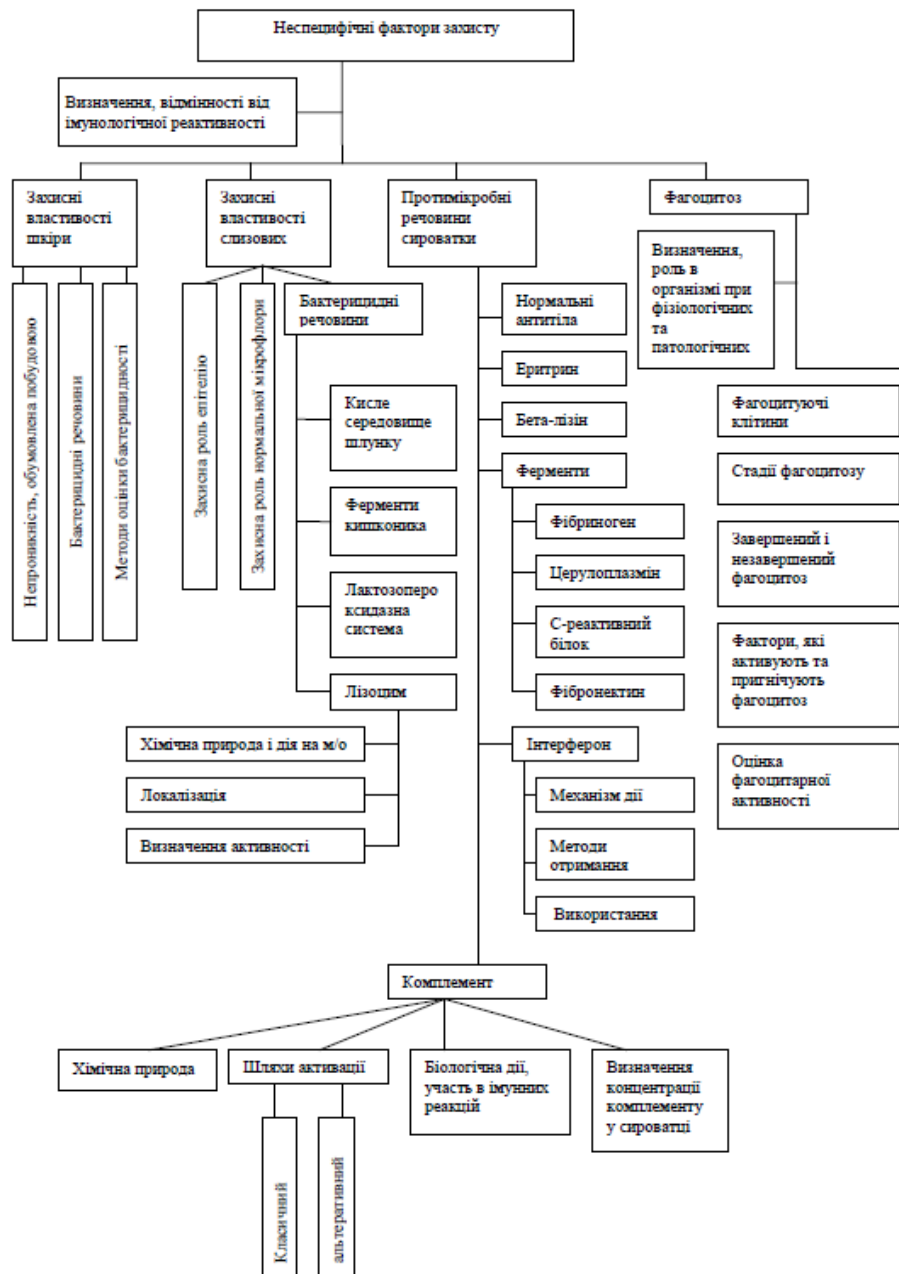 Неспецифічні фактори захисту
Визначення, відмінності від
імунологічної реактивності
Захисні
властивості
шкіри
Захисні
властивості
слизових
Протимікробні
речовини
сироватки
Фагоцитоз
Непроникність, обумовлена побудовою
Бактерицидні речовини
Методи оцінки бактерицидності
Захисна роль епітелію
Захисна роль нормальної мікрофлори
Бактерицидні
речовини
Кисле
середовище
шлунку
Ферменти
кишконика
Лактозоперо
ксидазна
система
Лізоцим
Хімічна природа і дія на м/о
Локалізація
Визначення активності
Нормальні
антитіла
Еритрин
Бета-лізін
Ферменти
Фібриноген
Церулоплазмін
С-реактивний
білок
Фібронектин
Інтерферон
Механізм дії
Методи
отримання
Використання
Визначення,
роль в
організмі при
фізіологічних
та
патологічних
Фагоцитуючі
клітини
Стадії фагоцитозу
Завершений і
незавершений
фагоцитоз
Фактори, які
активують та
пригнічують
фагоцитоз
Оцінка
фагоцитарної
активності
Комплемент
Хімічна природа
Шляхи активації
Класичний
альтеративний
Біологічна дії,
участь в імунних
реакцій
Визначення
концентрації
комплементу
у сироватці